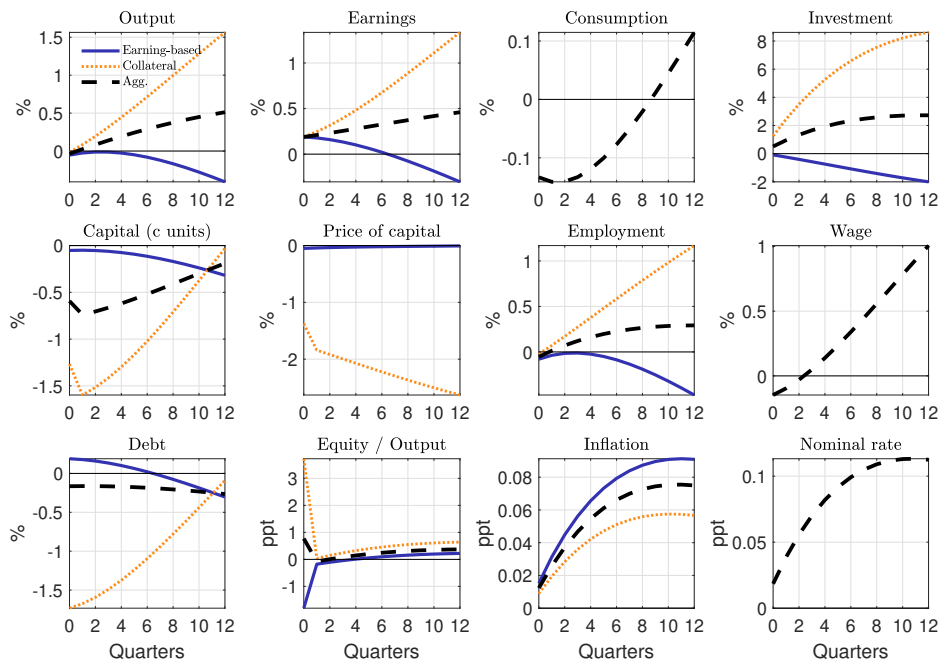 Output Earnings Consumption Investment
1.5 1 0.5 0
% 
Earning-based
Collateral
Agg.
0 2 4 6 8 10 12
1 0.5 0
%
0 2 4 6 8 10 12
0.1 0 -0.1
%
0 2 4 6 8 10 12
8 6 4 2 0 -2
%
0 2 4 6 8 10 12
Capital (c units) Price of capital Employment Wage
0 -0.5 -1 -1.5
%
0 2 4 6 8 10 12
0 -1 -2
%
0 2 4 6 8 10 12
1 0.5 0
%
0 2 4 6 8 10 12
1 0.5 0
%
0 2 4 6 8 10 12
Debt Equity / Output Inflation Nominal rate
0 -0.5 -1 -1.5
%
0 2 4 6 8 10 12
Quarters
3 2 1 0 -1
ppt
0 2 4 6 8 10 12
Quarters
0.08 0.06 0.04 0.02 0
ppt
0 2 4 6 8 10 12
Quarters
0.1 0.05 0
ppt
0 2 4 6 8 10 12
Quarters